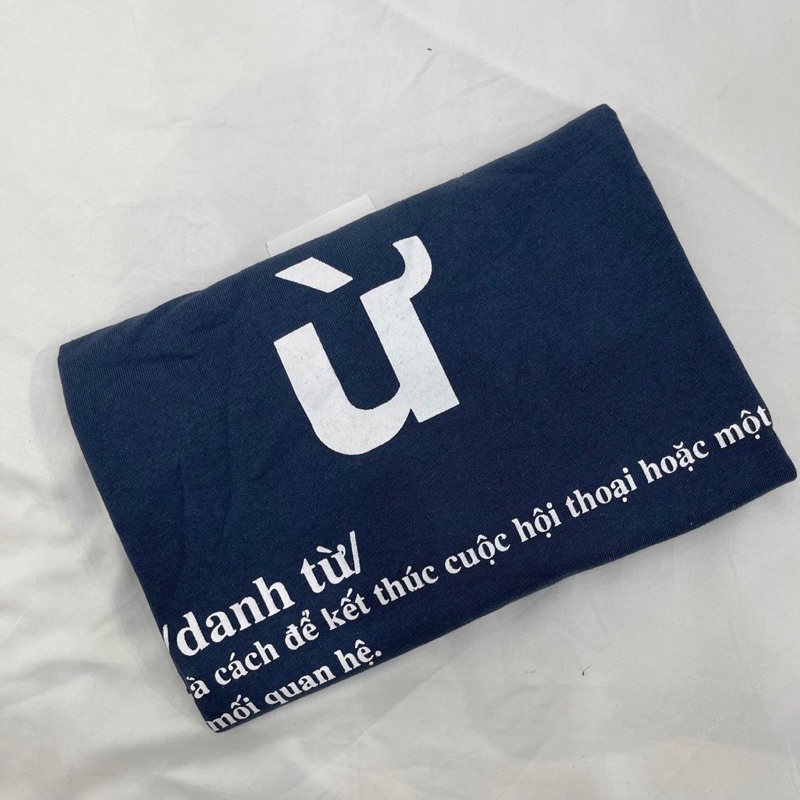 ừ
/danh từ/
à cách để kết thúc cuộc hội thoại hoặc một
mối quan hệ.